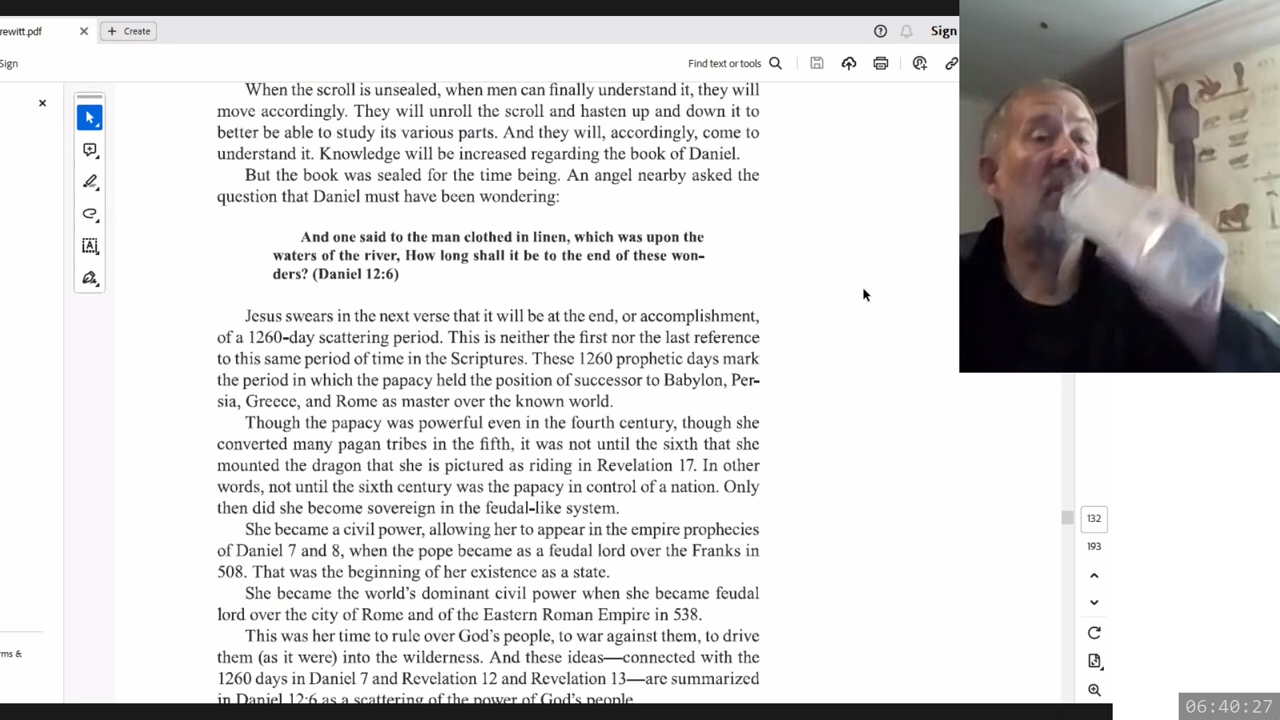 rewitt.pdf
Create
Sign
Sign
Find text or tools
When the scroll is unsealed, when men can finally understand it, they will
move accordingly. They will unroll the scroll and hasten up and down it to
better be able to study its various parts. And they will, accordingly, come to
understand it. Knowledge will be increased regarding the book of Daniel.
But the book was sealed for the time being. An angel nearby asked the
question that Daniel must have been wondering:
And one said to the man clothed in linen, which was upon the
waters of the river, How long shall it be to the end of these won-
ders? (Daniel 12:6)
Jesus swears in the next verse that it will be at the end, or accomplishment,
of a 1260-day scattering period. This is neither the first nor the last reference
to this same period of time in the Scriptures. These 1260 prophetic days mark
the period in which the papacy held the position of successor to Babylon, Per-
sia, Greece, and Rome as master over the known world.
Though the papacy was powerful even in the fourth century, though she
converted many pagan tribes in the fifth, it was not until the sixth that she
mounted the dragon that she is pictured as riding in Revelation 17. In other
words, not until the sixth century was the papacy in control of a nation. Only
then did she become sovereign in the feudal-like system.
She became a civil power, allowing her to appear in the empire prophecies
of Daniel 7 and 8, when the pope became as a feudal lord over the Franks in
508. That was the beginning of her existence as a state.
She became the world's dominant civil power when she became feudal
lord over the city of Rome and of the Eastern Roman Empire in 538.
This was her time to rule over God's people, to war against them, to drive
them (as it were) into the wilderness. And these ideas—connected with the
1260 days in Daniel 7 and Revelation 12 and Revelation 13—are summarized
in Daniel 12:6 as a scattering of the power of God's people.
132
193
rms &
06:40:27